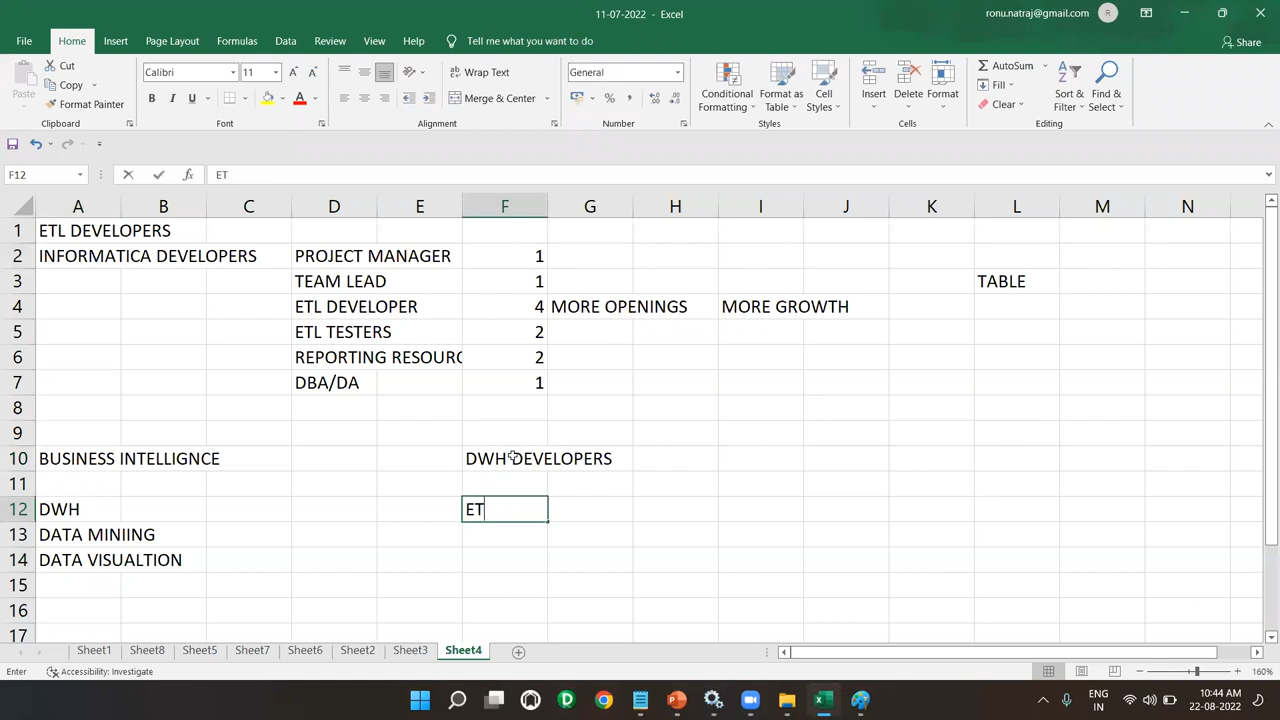 11-07-2022 - Excel
ronu.natraj@gmail.com R
File Home Insert Page Layout Formulas Data Review View Help Tell me what you want to do Share
Paste Cut Copy Format Painter Clipboard
Calibri 11 B I U A Font
Wrap Text Merge & Center Alignment
General % Number
Conditional Formatting Format as Table Cell Styles Styles
Insert Delete Format Cells
AutoSum Fill Clear Sort & Filter Find & Select Editing
F12 fx ET
A B C D E F G H I J K L M N
1 ETL DEVELOPERS
2 INFORMATICA DEVELOPERS PROJECT MANAGER 1
3 TEAM LEAD 1 TABLE
4 ETL DEVELOPER 4 MORE OPENINGS MORE GROWTH
5 ETL TESTERS 2
6 REPORTING RESOURC 2
7 DBA/DA 1
8
9
10 BUSINESS INTELLIGNCE DWH DEVELOPERS
11
12 DWH ET
13 DATA MINIING
14 DATA VISUALTION
15
16
17
Sheet1 Sheet8 Sheet5 Sheet7 Sheet6 Sheet2 Sheet3 Sheet4
Enter Accessibility: Investigate 160%
ENG IN 10:44 AM 22-08-2022